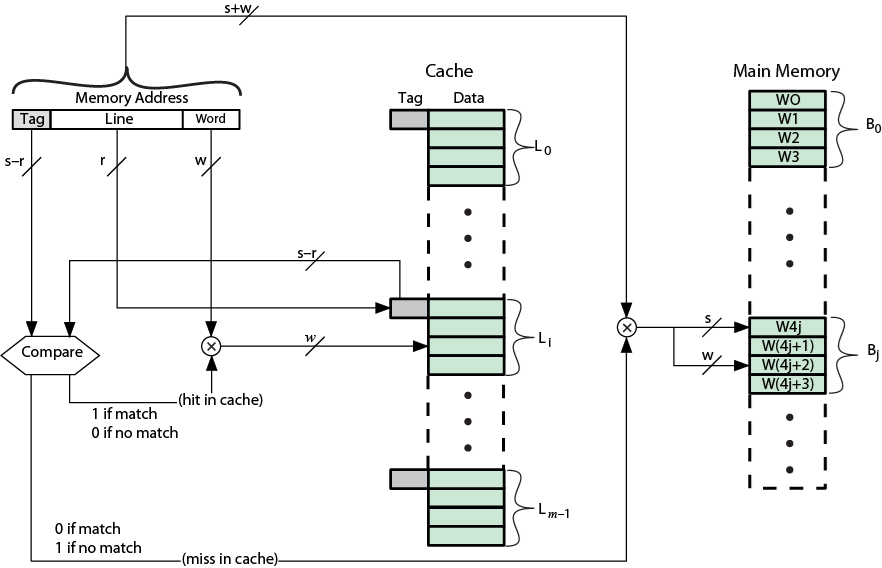 s+w
Cache
Main Memory
Memory Address
Tag Data
Tag Line Word
W0
W1
W2
W3
B0
L0
s–r
r
w
s–r
Li
s
W4j
W(4j+1)
W(4j+2)
W(4j+3)
Bj
w
w
Compare
(hit in cache)
1 if match
0 if no match
Lm–1
0 if match
1 if no match
(miss in cache)